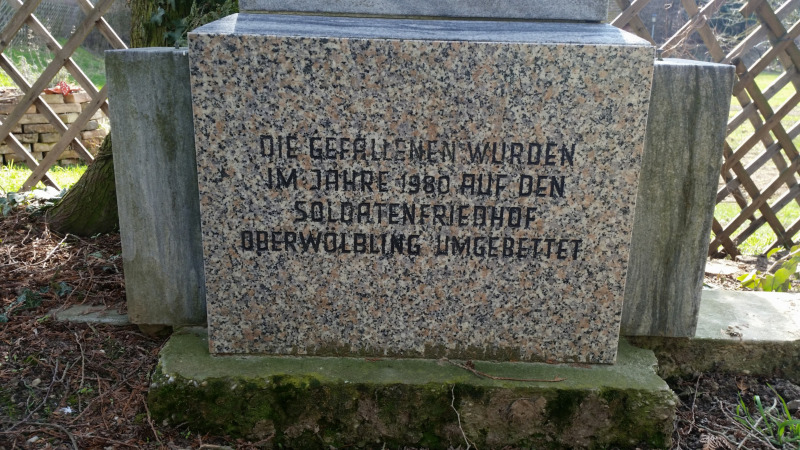 DIE GEFALLENEN WURDEN
IM JAHRE 1980 AUF DEN
SOLDATENFRIEDHOF
OBERWÖLBLING UMGEBETTET